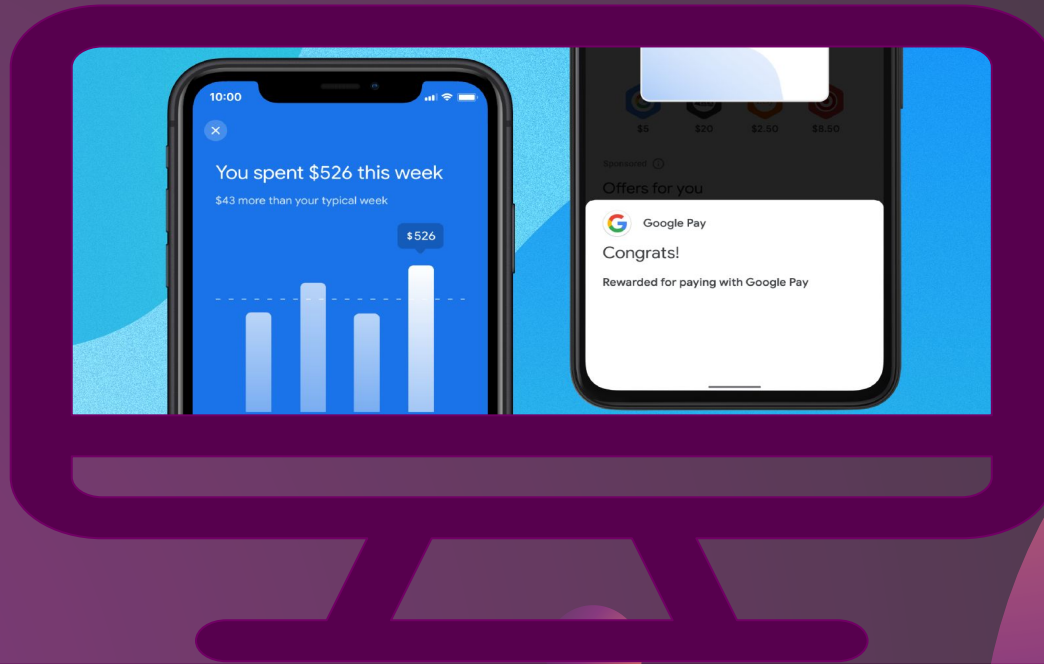 10:00
You spent $526 this week
$43 more than your typical week
$526
$5 $20 $2.50 $8.50
Sponsored
Offers for you
Google Pay
Congrats!
Rewarded for paying with Google Pay